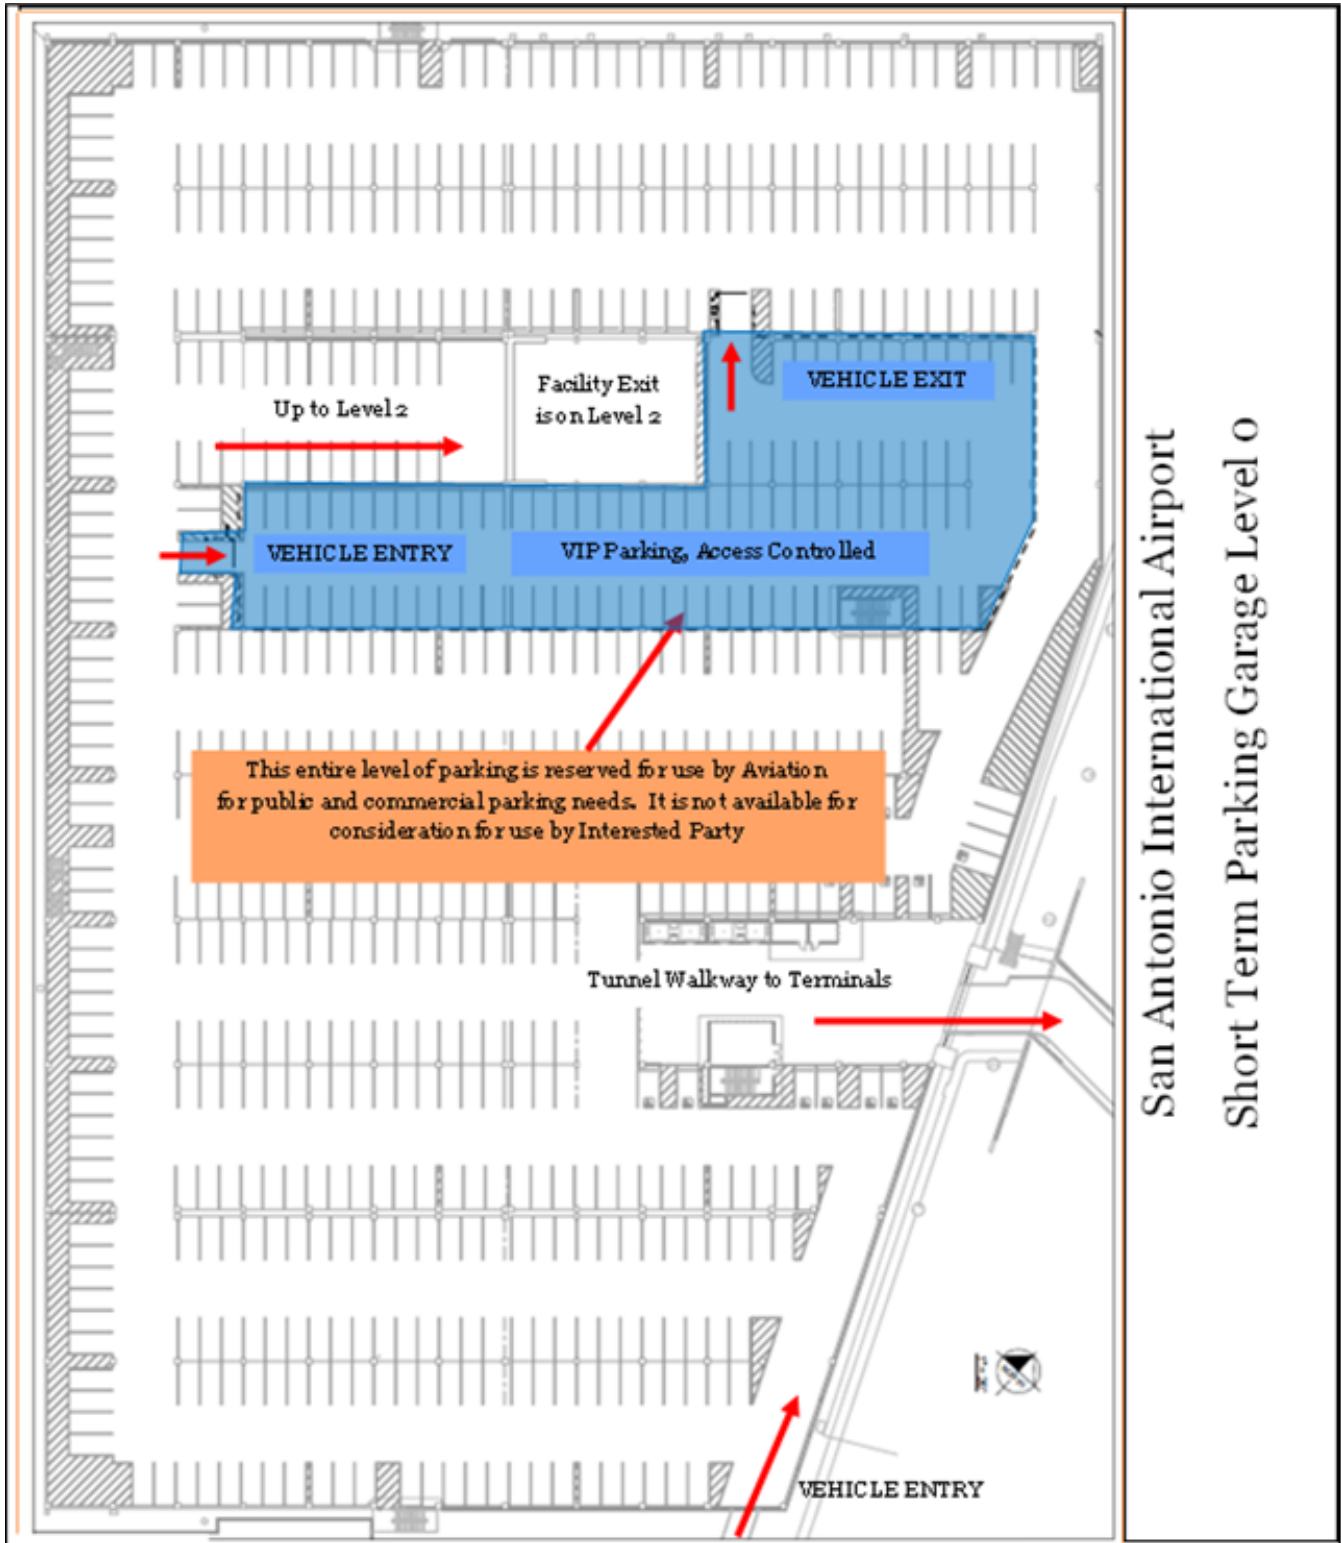 Up to Level 2
Facility Exit
is on Level 2
VEHICLE EXIT
VEHICLE ENTRY
VIP Parking, Access Controlled
This entire level of parking is reserved for use by Aviation
for public and commercial parking needs. It is not available for
consideration for use by Interested Party
Tunnel Walkway to Terminals
VEHICLE ENTRY
San Antonio International Airport
Short Term Parking Garage Level 0